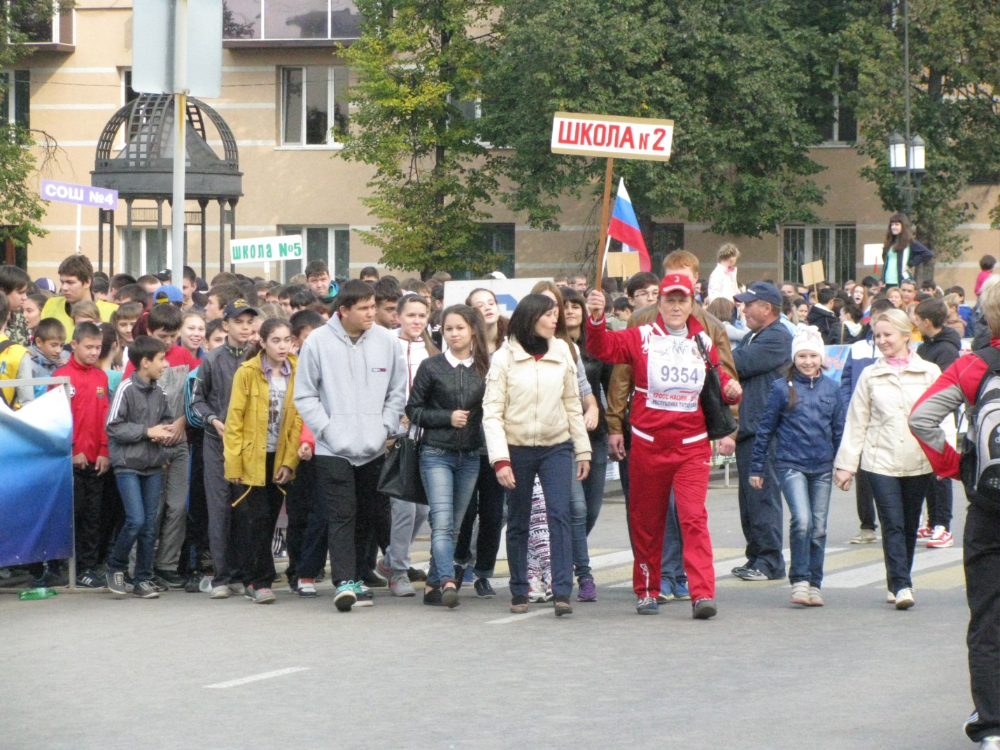 ШКОЛА №2
СОШ №4
ШКОЛА №5
9354
КРОСС НАЦИИ
РЕСПУБЛИКА ТАТАРСТАН